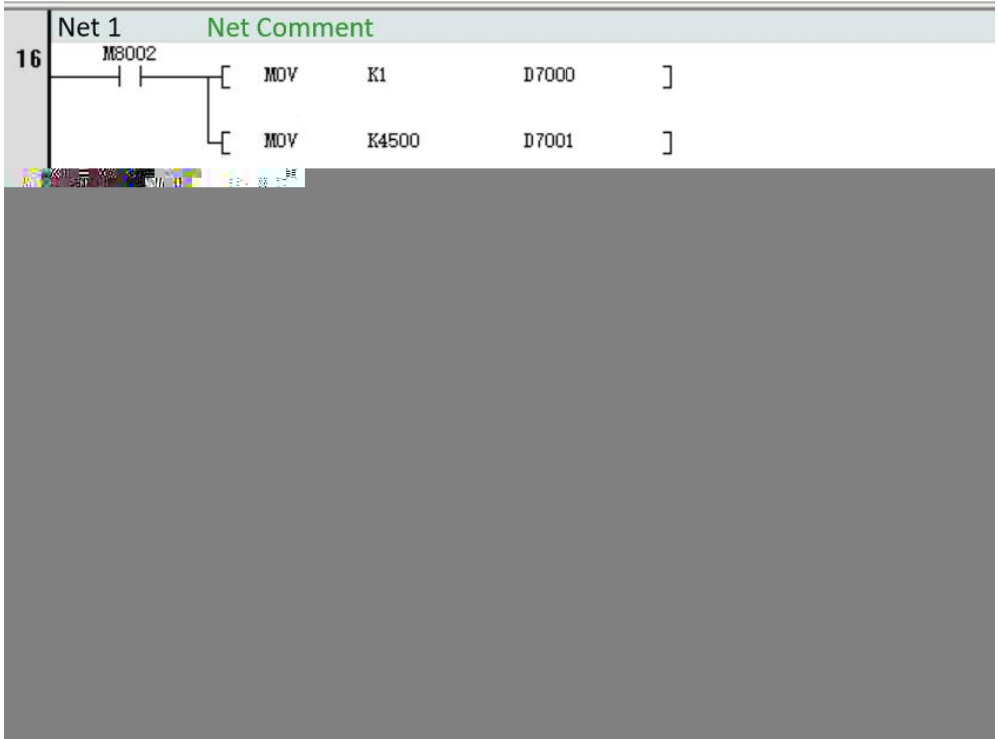 Net 1 Net Comment
16
M8002
[ MOV K1 D7000 ]
[ MOV K4500 D7001 ]